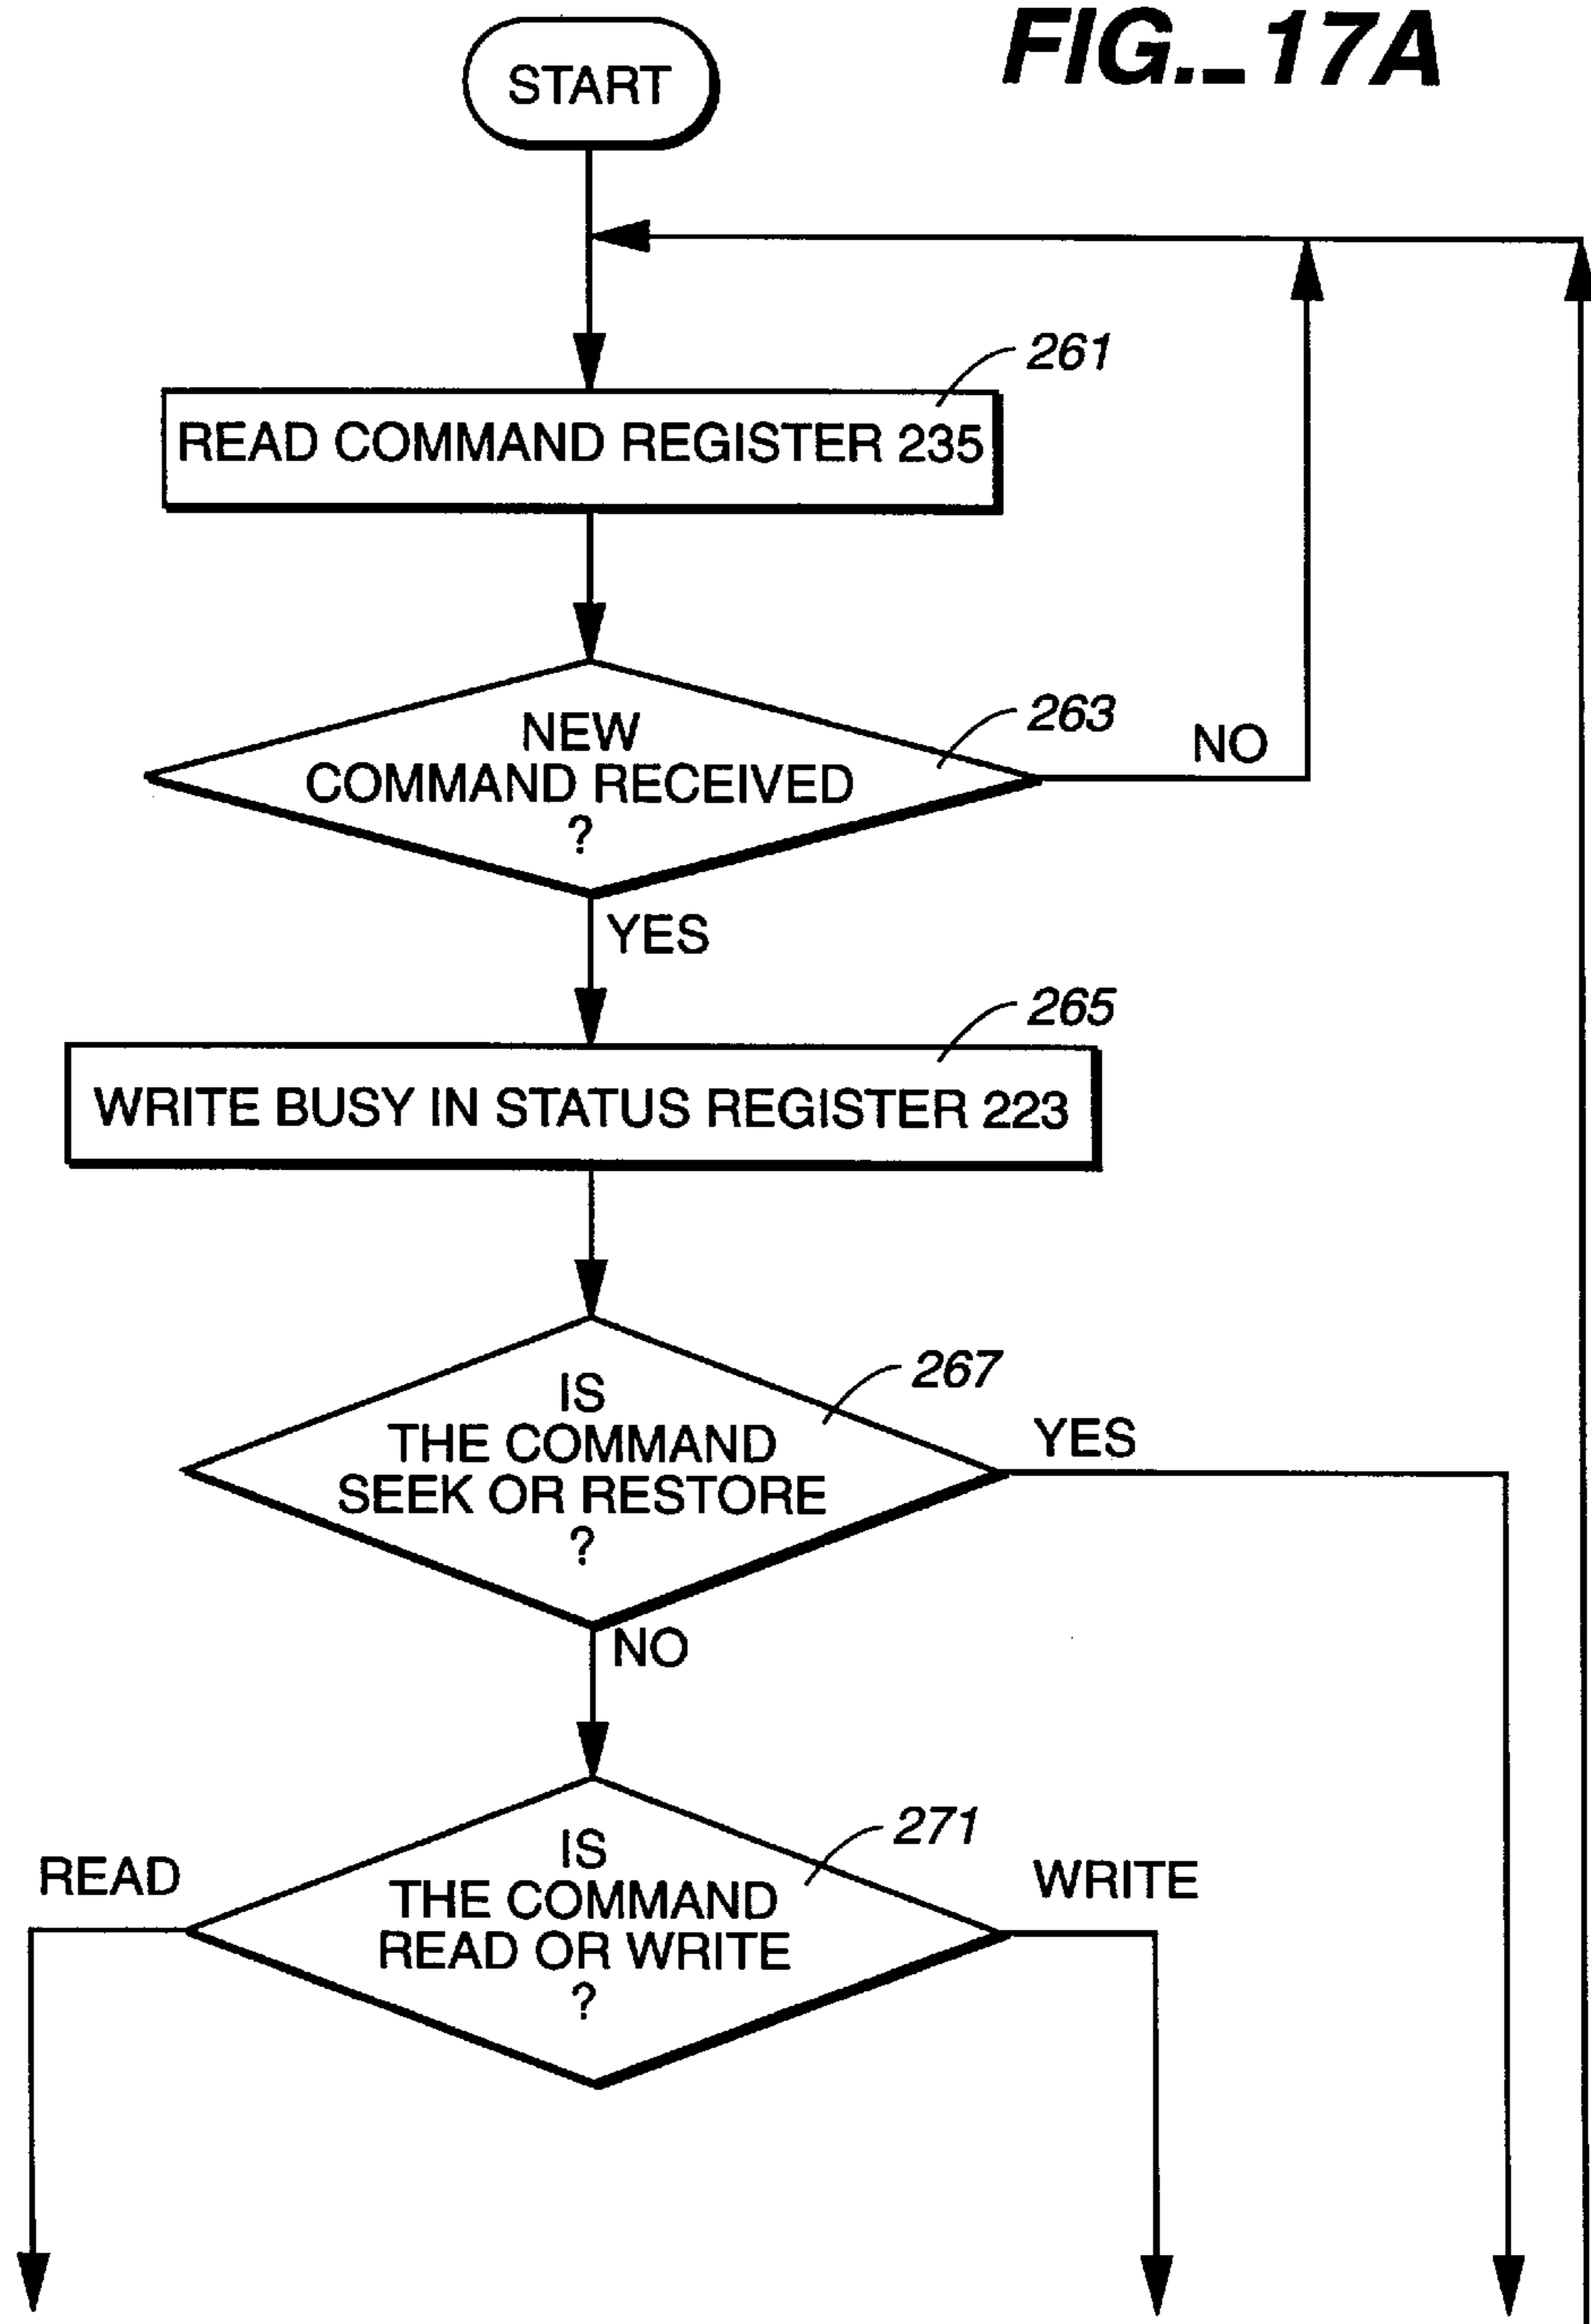 FIG._17A
START
261
READ COMMAND REGISTER 235
263
NEW
COMMAND RECEIVED
?
NO
YES
265
WRITE BUSY IN STATUS REGISTER 223
267
IS
THE COMMAND
SEEK OR RESTORE
?
YES
NO
271
IS
THE COMMAND
READ OR WRITE
?
READ
WRITE